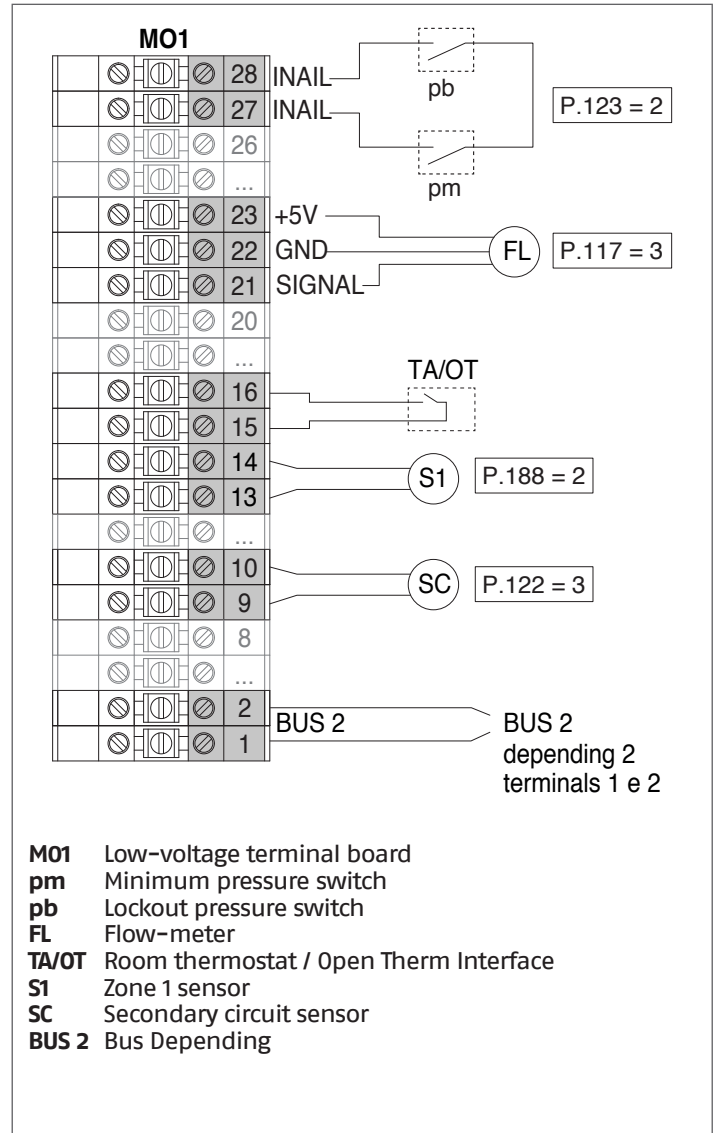 MO1
28 INAIL
pb
27 INAIL
P.123 = 2
26
...
pm
23 +5V
22 GND
FL
P.117 = 3
21 SIGNAL
20
...
TA/OT
16
15
14
S1
P.188 = 2
13
...
10
SC
P.122 = 3
9
8
...
2
BUS 2
BUS 2
1
depending 2
terminals 1 e 2
M01 Low-voltage terminal board
pm Minimum pressure switch
pb Lockout pressure switch
FL Flow-meter
TA/OT Room thermostat / Open Therm Interface
S1 Zone 1 sensor
SC Secondary circuit sensor
BUS 2 Bus Depending